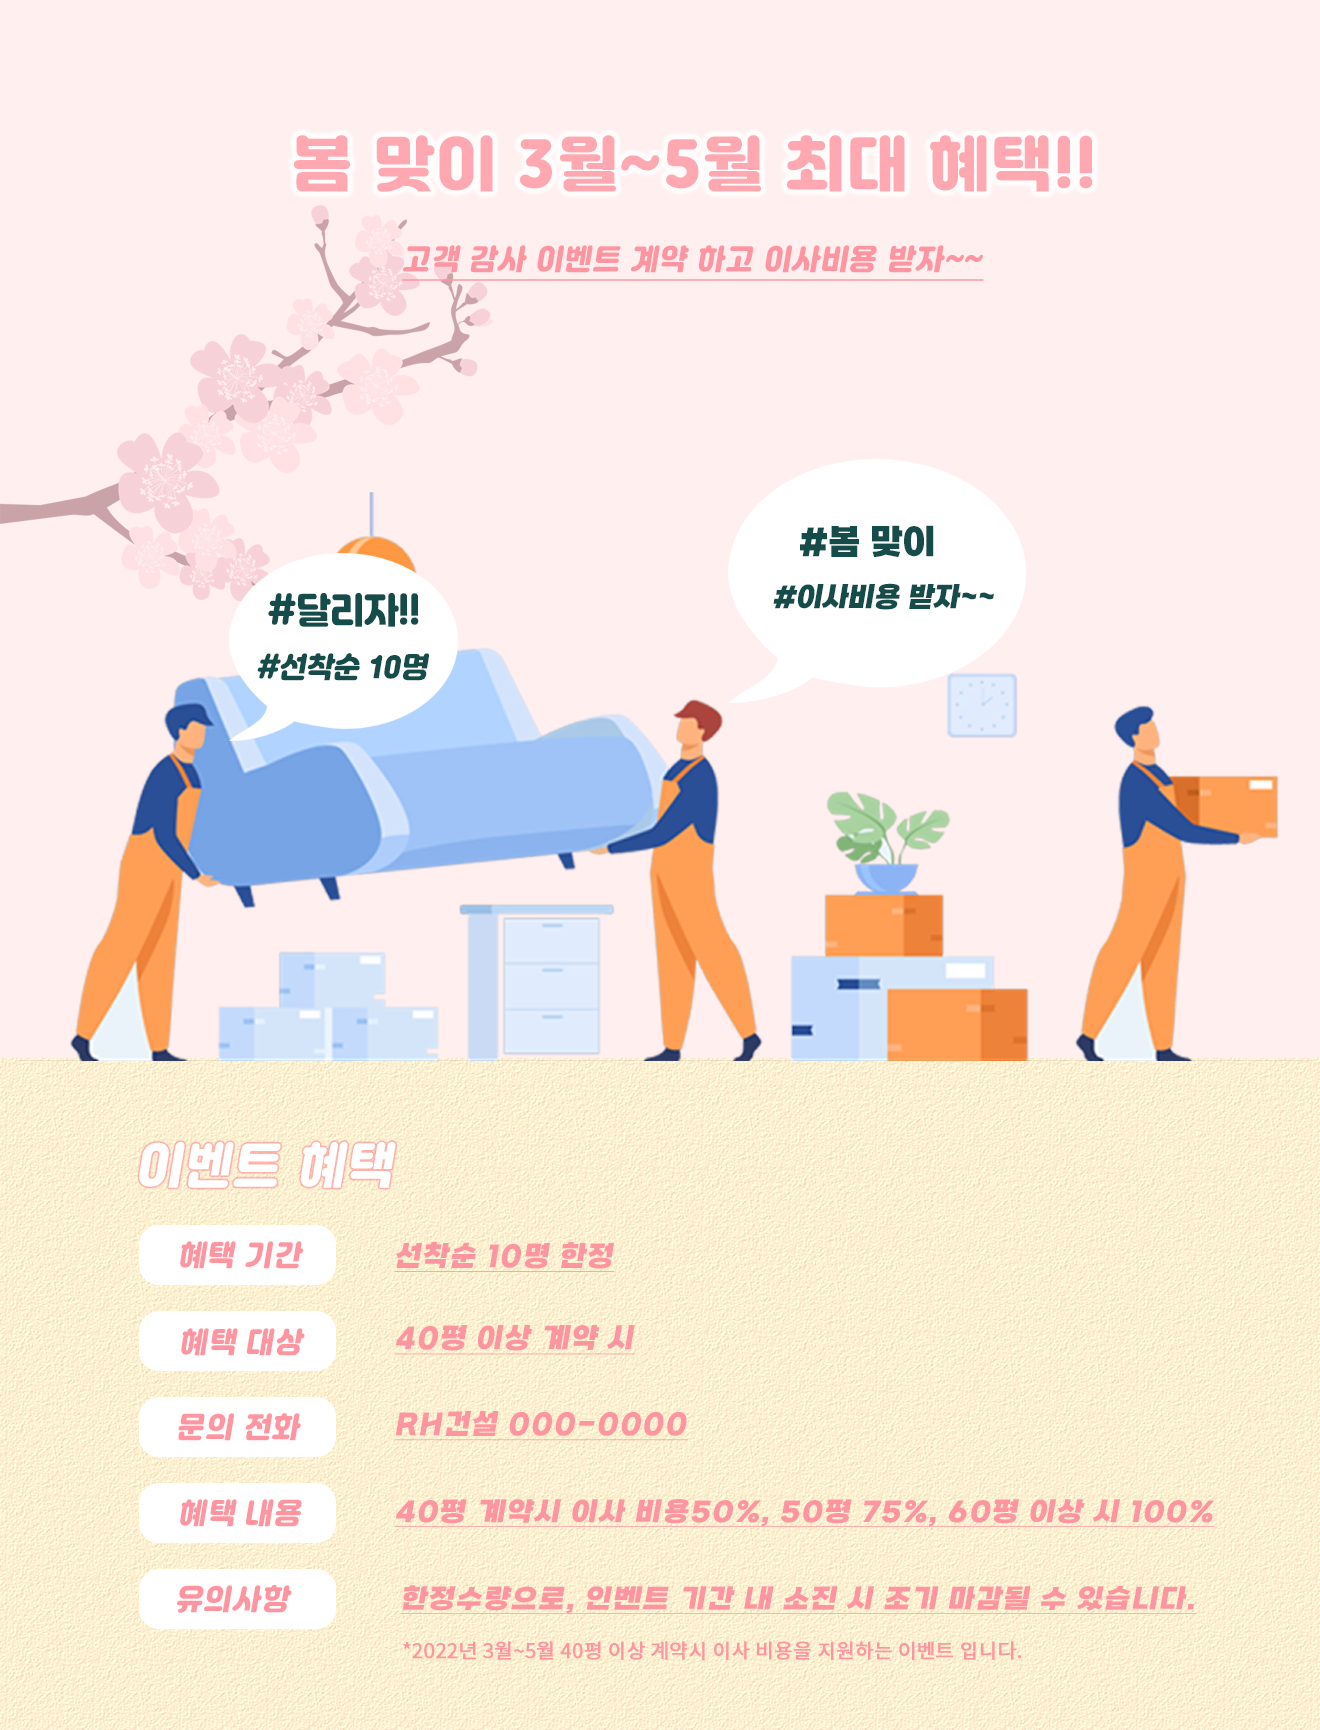 봄 맞이 3월~5월 최대 혜택!!
고객 감사 이벤트 계약 하고 이사비용 받자~~
#봄 맞이
#이사비용 받자~~
#달리자!!
#선착순 10명
이벤트 혜택
혜택 기간
선착순 10명 한정
혜택 대상
40평 이상 계약 시
문의 전화
RH건설 000-0000
혜택 내용
40평 계약시 이사 비용50%, 50평 75%, 60평 이상 시 100%
유의사항
한정수량으로, 인벤트 기간 내 소진 시 조기 마감될 수 있습니다.
*2022년 3월~5월 40평 이상 계약시 이사 비용을 지원하는 이벤트 입니다.